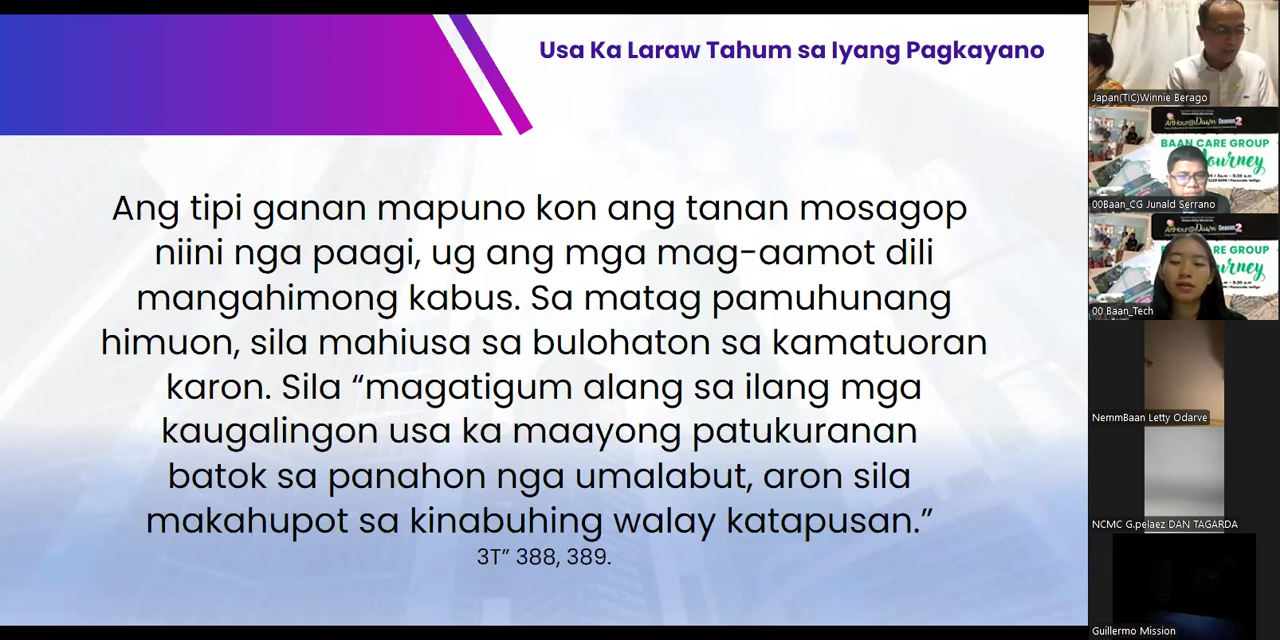 Usa Ka Laraw Tahum sa Iyang Pagkayano
Ang tipi ganan mapuno kon ang tanan mosagop
niini nga paagi, ug ang mga mag-aamot dili
mangahimong kabus. Sa matag pamuhunang
himuon, sila mahiusa sa bulohaton sa kamatuoran
karon. Sila “magatigum alang sa ilang mga
kaugalingon usa ka maayong patukuranan
batok sa panahon nga umalabut, aron sila
makahupot sa kinabuhing walay katapusan.”
3T” 388, 389.
Japan(TIC)Winnie Berago
Season 2
BAAN CARE GROUP
Journey
00Baan_CG Junald Serrano
Season 2
CARE GROUP
00 Baan_Tech
NemmBaan Letty Odarve
NCMC G.pelaez DAN TAGARDA
Guillermo Mission